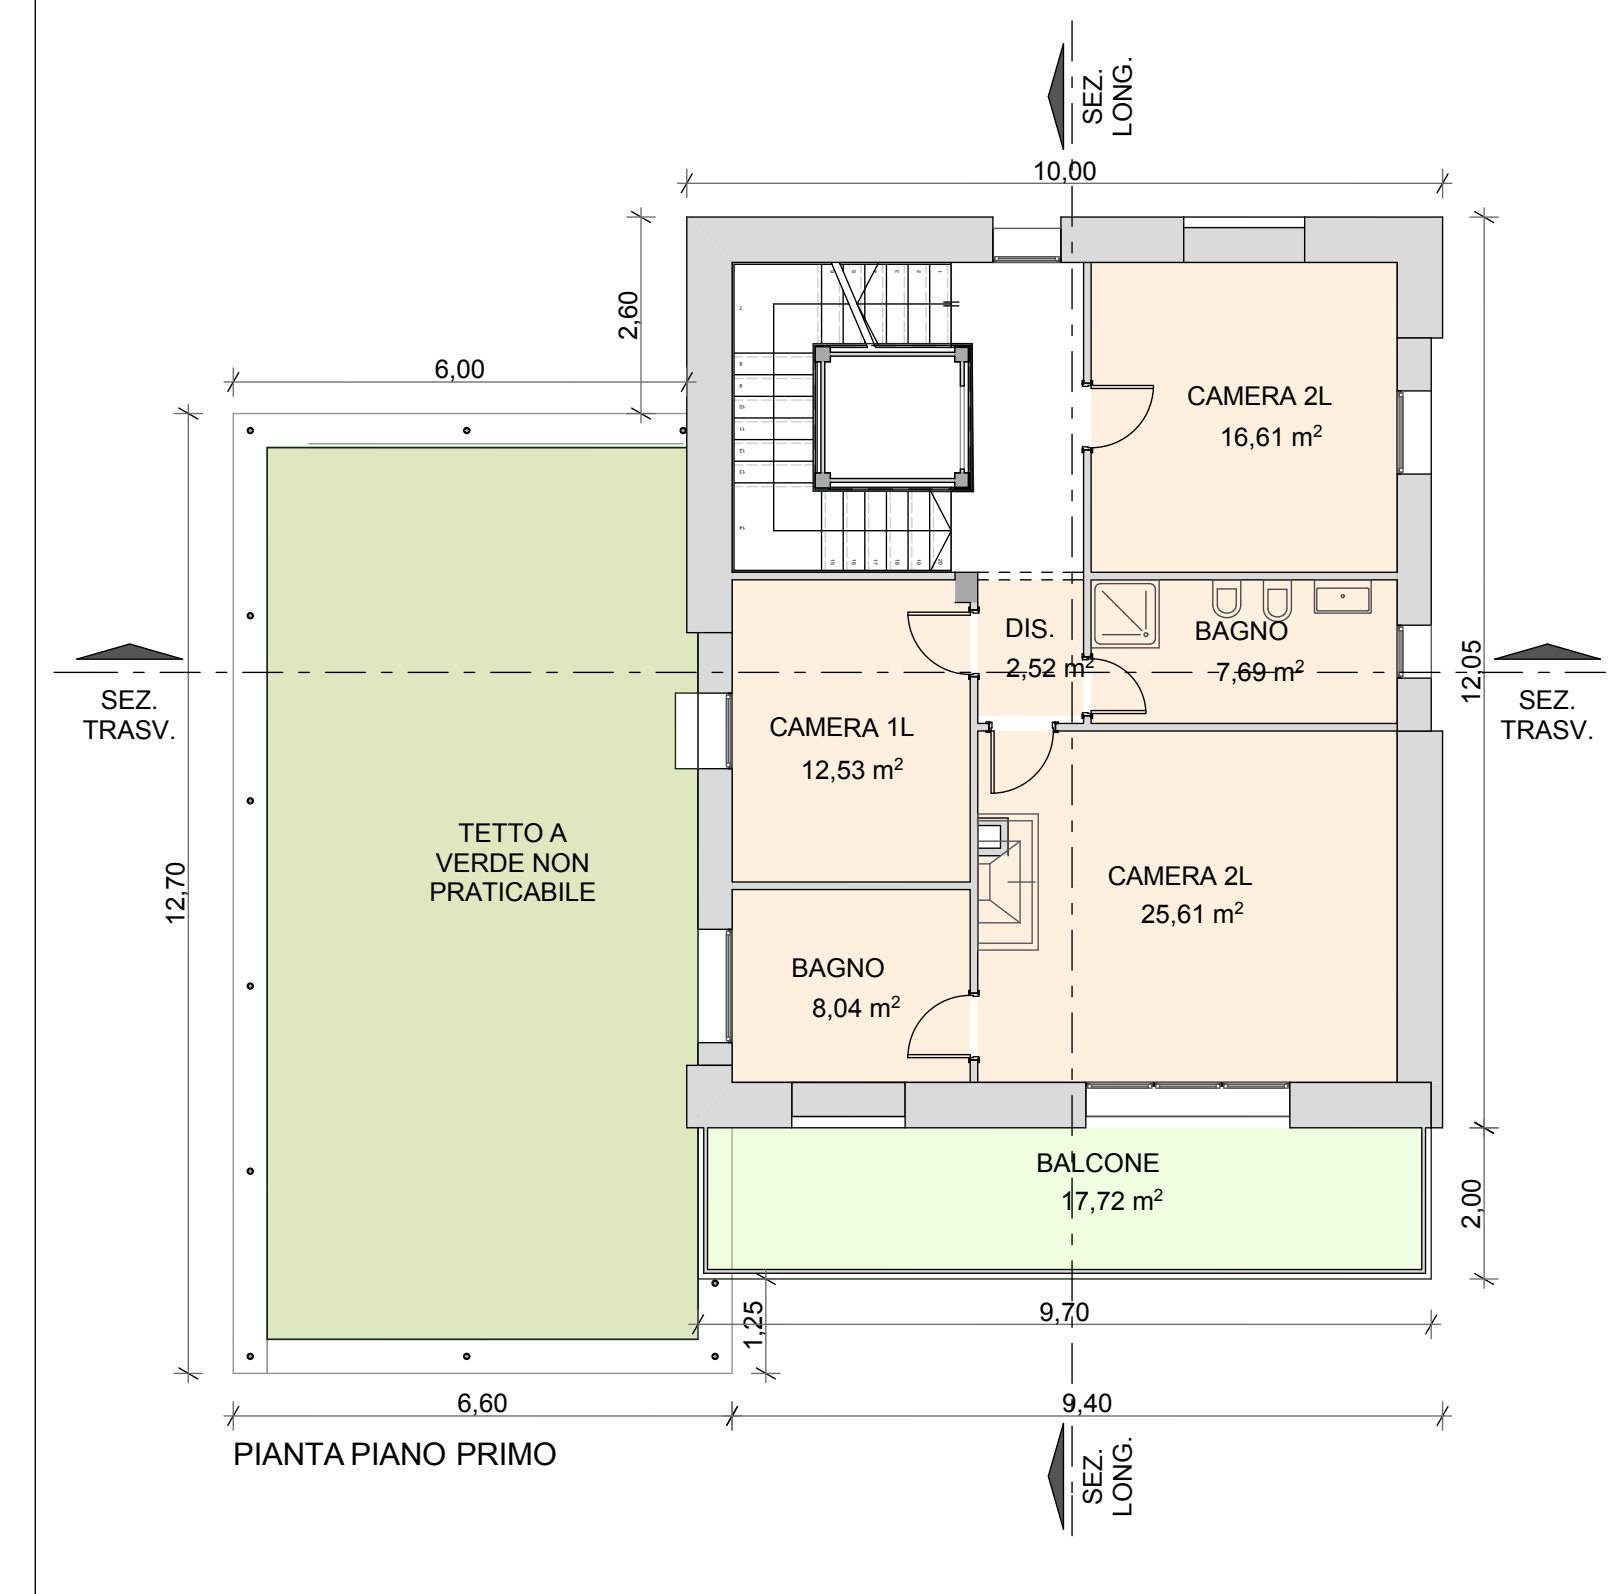 SEZ.
LONG.
10,00
2,60
6,00
CAMERA 2L
16,61 m²
DIS.
2,52 m²
BAGNO
7,69 m²
12,05
SEZ.
TRASV.
SEZ.
TRASV.
CAMERA 1L
12,53 m²
TETTO A
VERDE NON
PRATICABILE
12,70
CAMERA 2L
25,61 m²
BAGNO
8,04 m²
BALCONE
17,72 m²
2,00
1,25
9,70
6,60
9,40
PIANTA PIANO PRIMO
SEZ.
LONG.